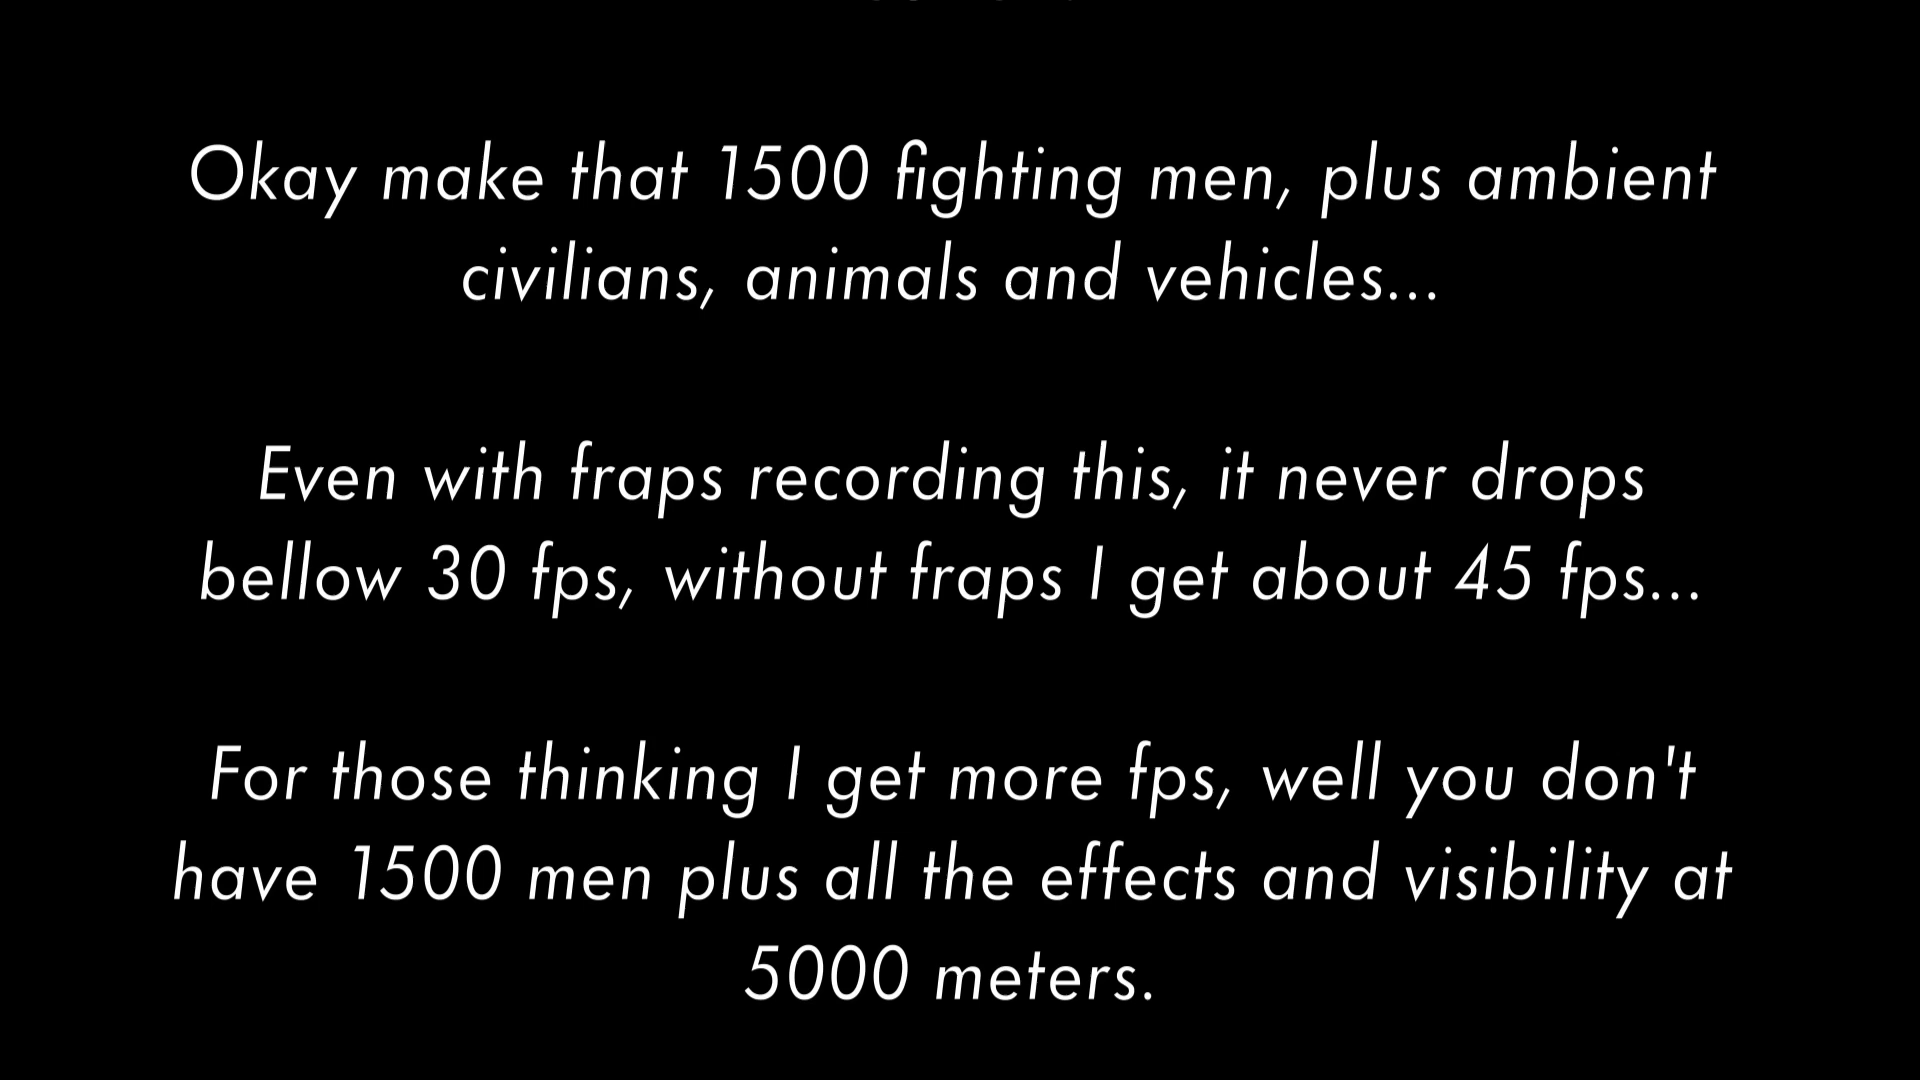 Okay make that 1500 fighting men, plus ambient
civilians, animals and vehicles...
Even with fraps recording this, it never drops
bellow 30 fps, without fraps I get about 45 fps...
For those thinking I get more fps, well you don't
have 1500 men plus all the effects and visibility at
5000 meters.